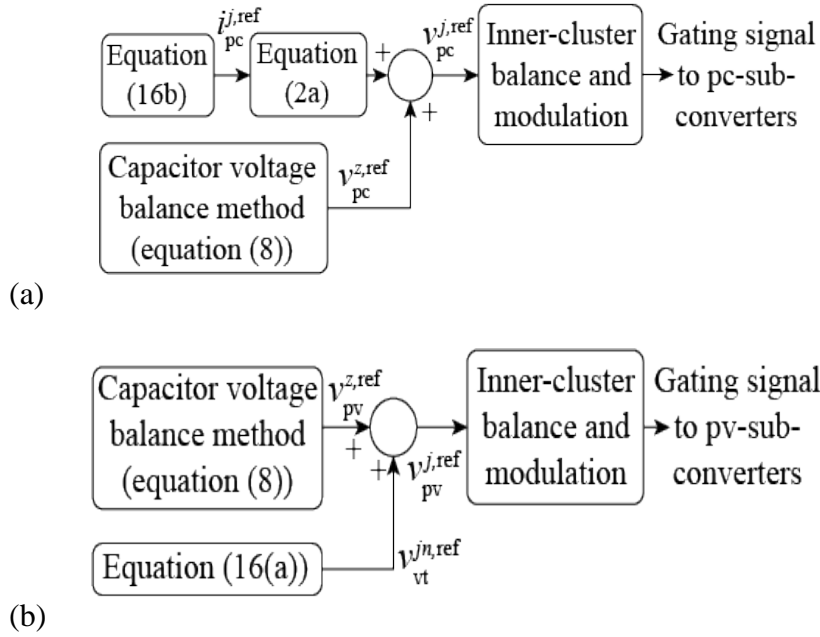 Equation
(16b)
i_pc^{j,ref}
Equation
(2a)
+
+
v_pc^{j,ref}
Inner-cluster
balance and
modulation
Gating signal
to pc-sub-
converters
Capacitor voltage
balance method
(equation (8))
v_pc^{z,ref}
(a)
Capacitor voltage
balance method
(equation (8))
v_pv^{z,ref}
+
+
v_pv^{j,ref}
Inner-cluster
balance and
modulation
Gating signal
to pv-sub-
converters
Equation (16(a))
v_vt^{jn,ref}
(b)